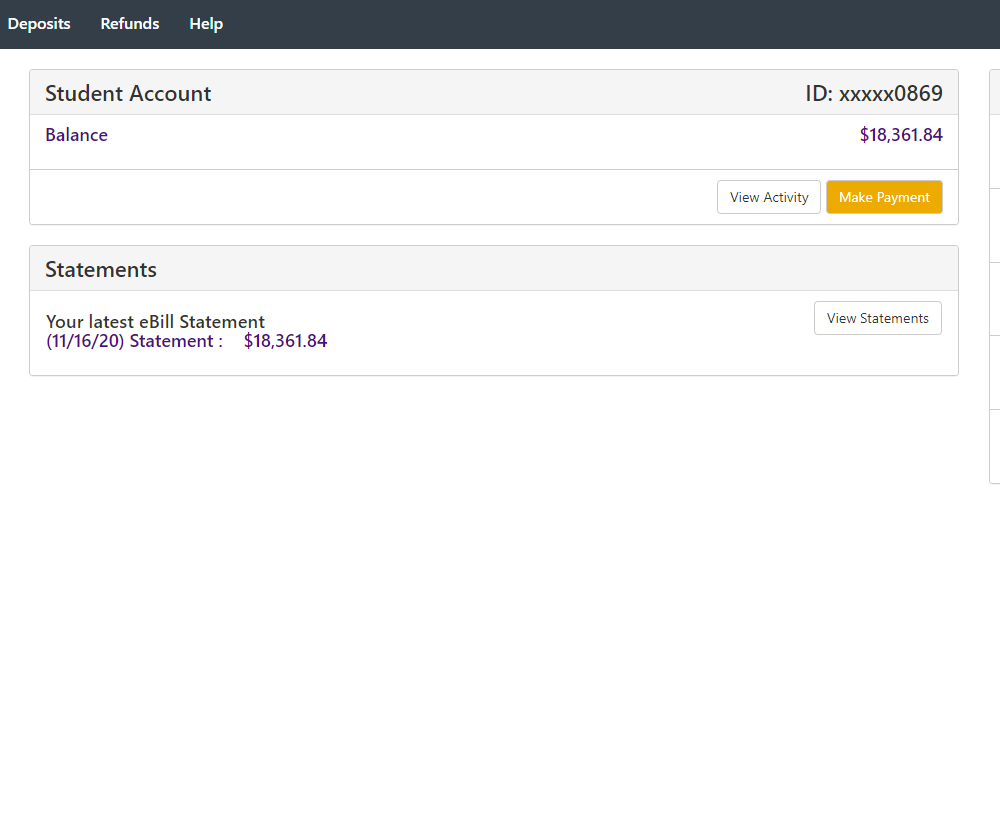 Deposits Refunds Help
Student Account ID: xxxxx0869
Balance $18,361.84
View Activity Make Payment
Statements
Your latest eBill Statement View Statements
(11/16/20) Statement : $18,361.84